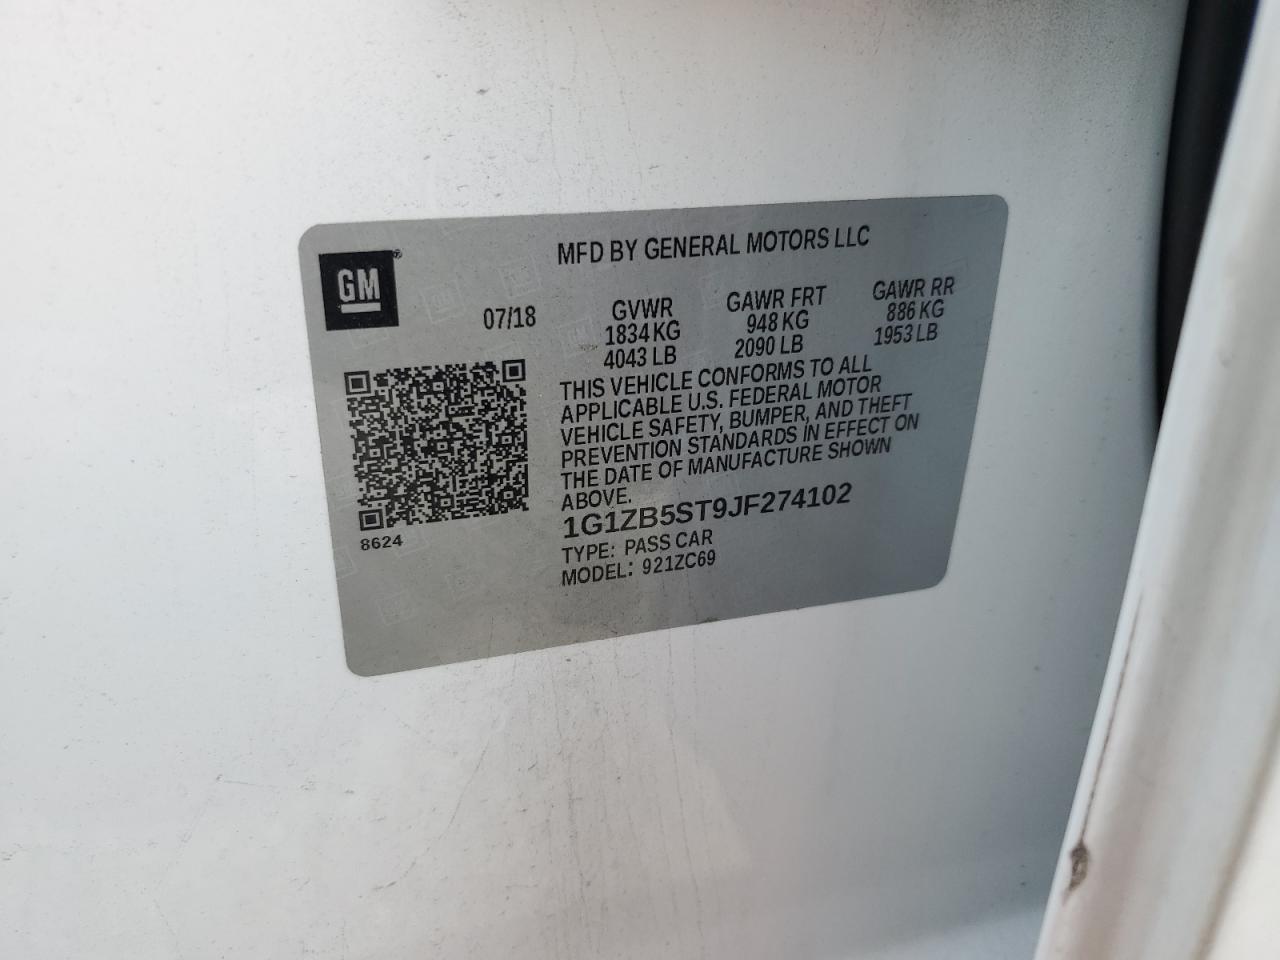 MFD BY GENERAL MOTORS LLC
GM®
07/18
GVWR GAWR FRT GAWR RR
1834 KG 948 KG 886 KG
4043 LB 2090 LB 1953 LB
THIS VEHICLE CONFORMS TO ALL
APPLICABLE U.S. FEDERAL MOTOR
VEHICLE SAFETY, BUMPER, AND THEFT
PREVENTION STANDARDS IN EFFECT ON
THE DATE OF MANUFACTURE SHOWN
ABOVE.
1G1ZB5ST9JF274102
8624
TYPE: PASS CAR
MODEL: 921ZC69